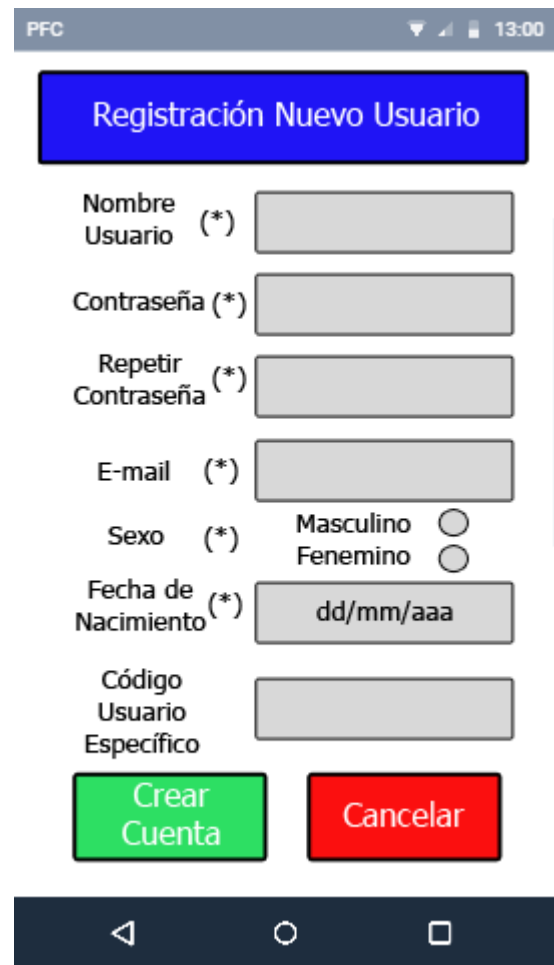 PFC 13:00
Registración Nuevo Usuario
Nombre
Usuario (*)
Contraseña (*)
Repetir
Contraseña (*)
E-mail (*)
Sexo (*) Masculino
Fenemino
Fecha de
Nacimiento (*) dd/mm/aaa
Código
Usuario
Específico
Crear
Cuenta
Cancelar